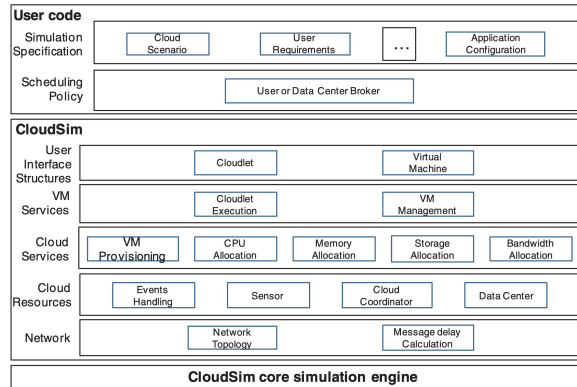 User code
Simulation
Specification
Cloud
Scenario
User
Requirements
...
Application
Configuration
Scheduling
Policy
User or Data Center Broker
CloudSim
User
Interface
Structures
Cloudlet
Virtual
Machine
VM
Services
Cloudlet
Execution
VM
Management
Cloud
Services
VM
Provisioning
CPU
Allocation
Memory
Allocation
Storage
Allocation
Bandwidth
Allocation
Cloud
Resources
Events
Handling
Sensor
Cloud
Coordinator
Data Center
Network
Network
Topology
Message delay
Calculation
CloudSim core simulation engine